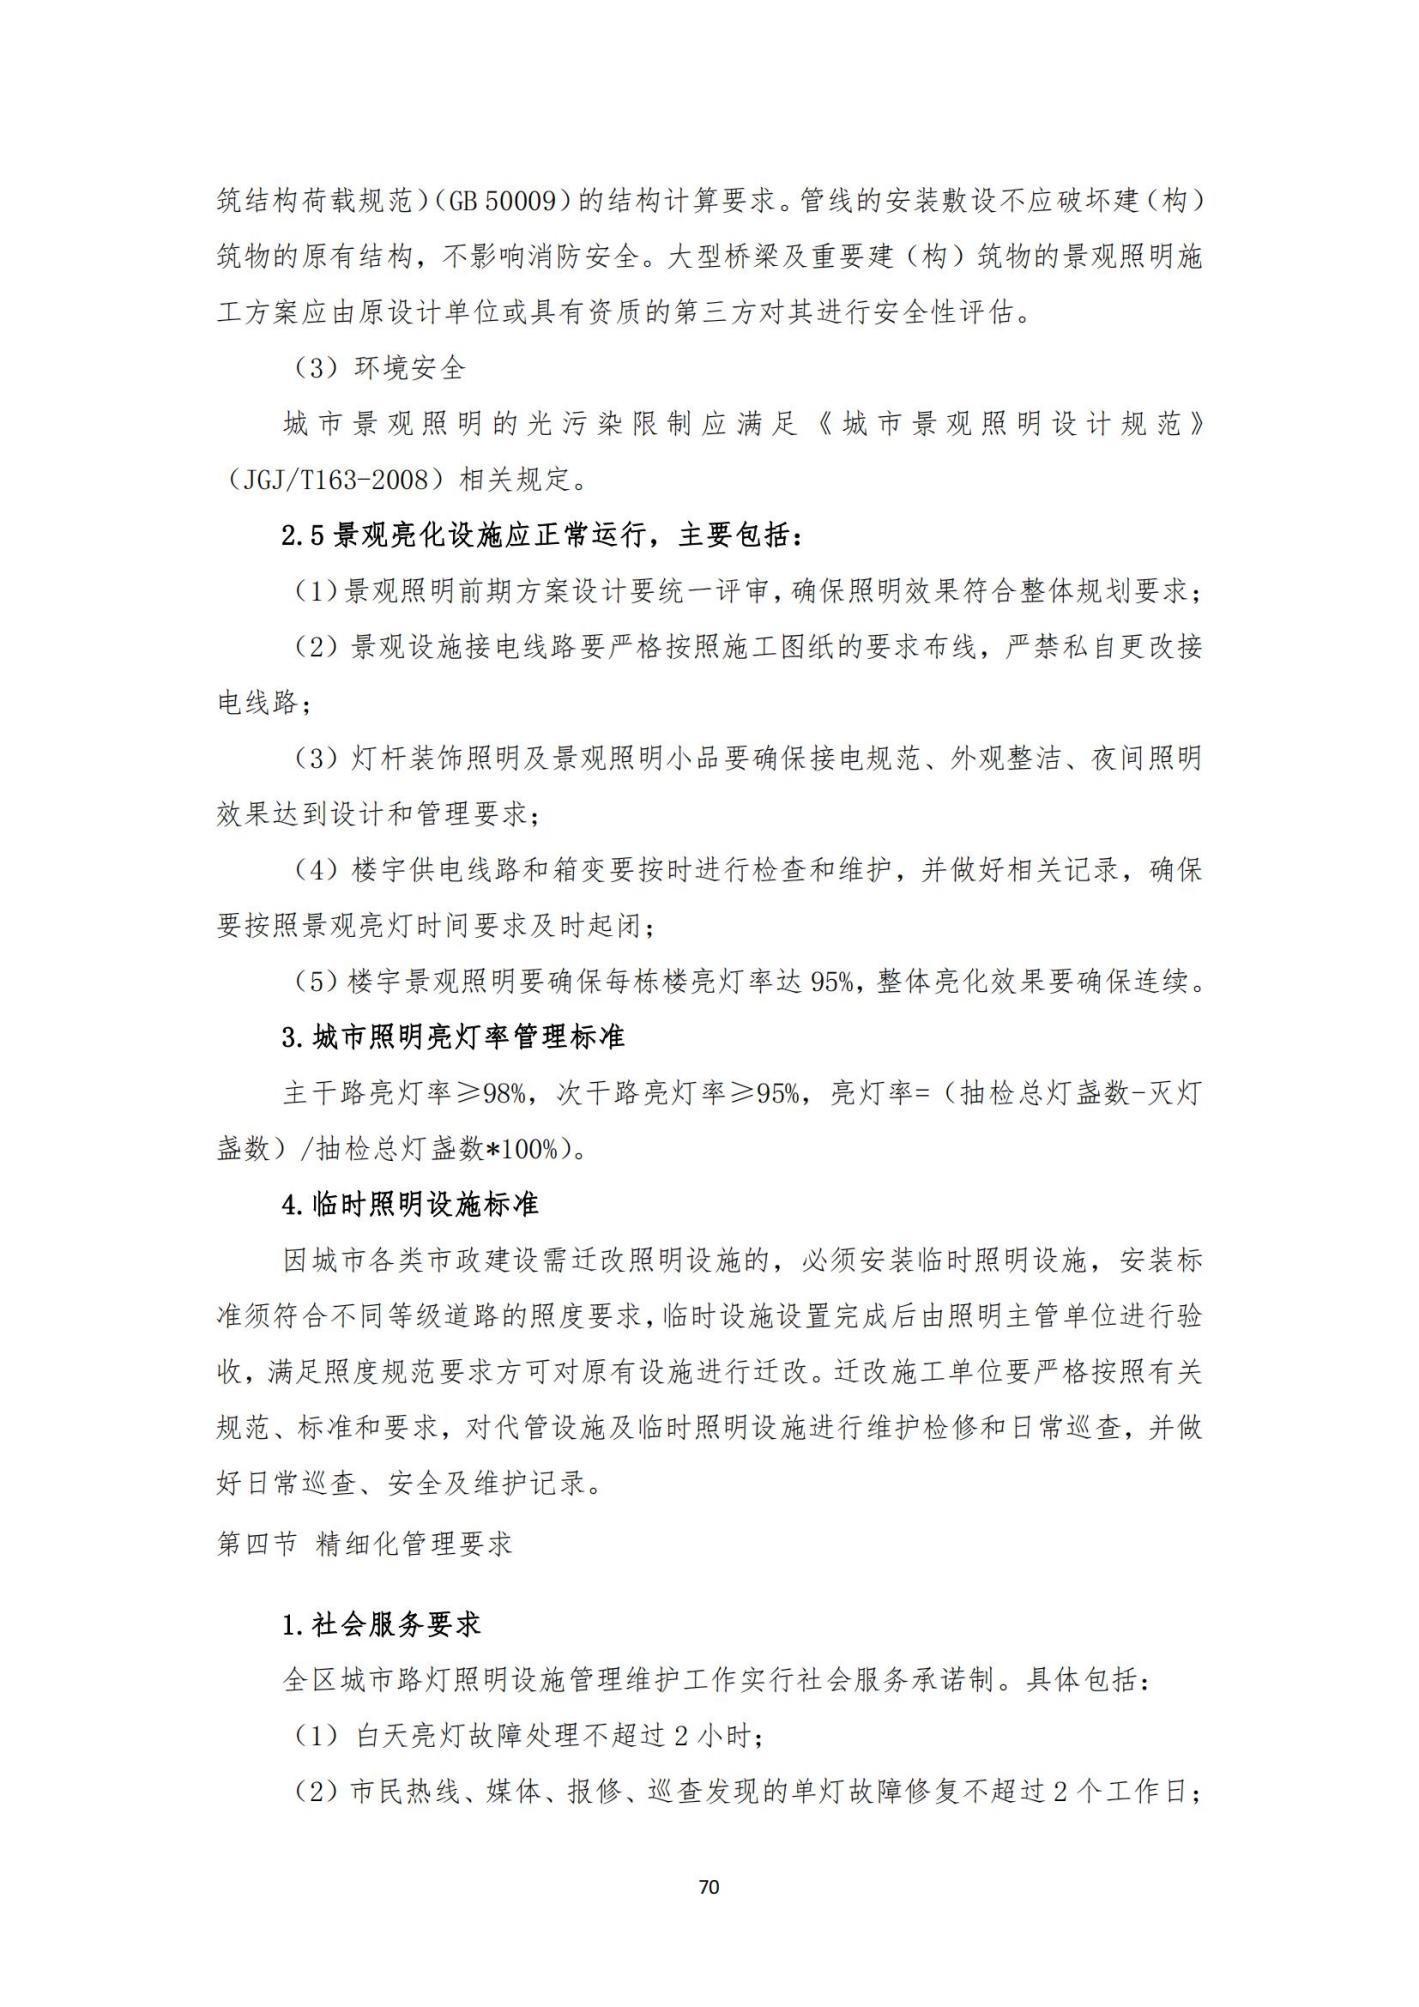 筑结构荷载规范)(GB 50009)的结构计算要求。管线的安装敷设不应破坏建（构）
筑物的原有结构，不影响消防安全。大型桥梁及重要建（构）筑物的景观照明施
工方案应由原设计单位或具有资质的第三方对其进行安全性评估。
（3）环境安全
城市景观照明的光污染限制应满足《城市景观照明设计规范》
（JGJ/T163-2008）相关规定。
2.5 景观亮化设施应正常运行，主要包括：
（1）景观照明前期方案设计要统一评审，确保照明效果符合整体规划要求；
（2）景观设施接电线路要严格按照施工图纸的要求布线，严禁私自更改接
电线路；
（3）灯杆装饰照明及景观照明小品要确保接电规范、外观整洁、夜间照明
效果达到设计和管理要求；
（4）楼宇供电线路和箱变要按时进行检查和维护，并做好相关记录，确保
要按照景观亮灯时间要求及时起闭；
（5）楼宇景观照明要确保每栋楼亮灯率达 95%，整体亮化效果要确保连续。
3.城市照明亮灯率管理标准
主干路亮灯率≥98%，次干路亮灯率≥95%，亮灯率=（抽检总灯盏数-灭灯
盏数）/抽检总灯盏数*100%)。
4.临时照明设施标准
因城市各类市政建设需迁改照明设施的，必须安装临时照明设施，安装标
准须符合不同等级道路的照度要求，临时设施设置完成后由照明主管单位进行验
收，满足照度规范要求方可对原有设施进行迁改。迁改施工单位要严格按照有关
规范、标准和要求，对代管设施及临时照明设施进行维护检修和日常巡查，并做
好日常巡查、安全及维护记录。
第四节 精细化管理要求
1.社会服务要求
全区城市路灯照明设施管理维护工作实行社会服务承诺制。具体包括：
（1）白天亮灯故障处理不超过 2 小时；
（2）市民热线、媒体、报修、巡查发现的单灯故障修复不超过 2 个工作日；
70